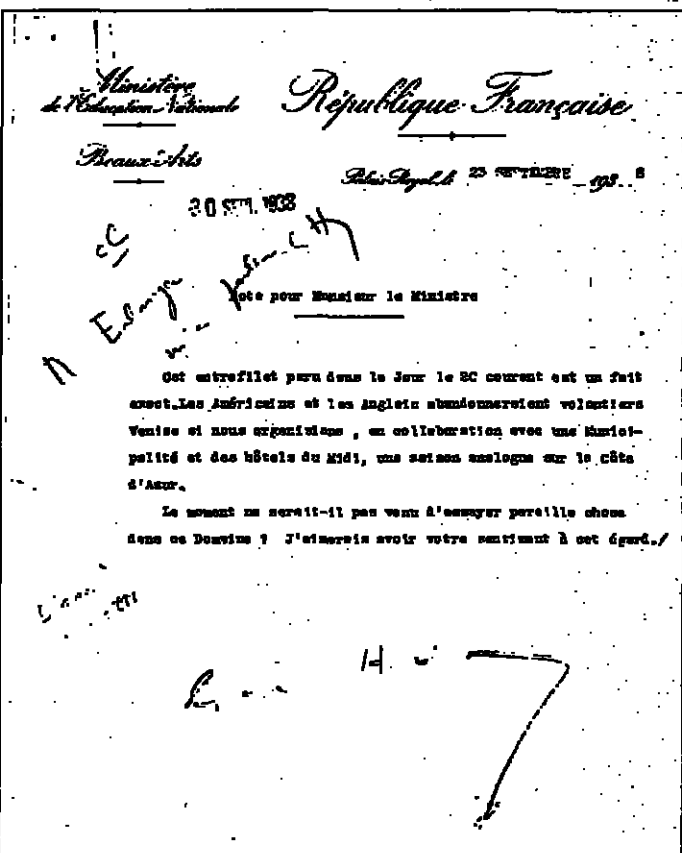 Ministère
de l'Education Nationale
République Française
Beaux-Arts
Palais-Royal, le 23 SEPTEMBRE 1938
30 SEPT. 1938
Note pour Monsieur le Ministre
Cet entrefilet paru dans le Jour le 20 courant est un fait
exact. Les Américains et les Anglais abandonneraient volontiers
Venise si nous organisions , en collaboration avec une Munici-
palité et des hôtels du Midi, une saison analogue sur la côte
d'Azur.
Le moment ne serait-il pas venu d'essayer pareille chose
dans ce Domaine ? J'aimerais avoir votre sentiment à cet égard./